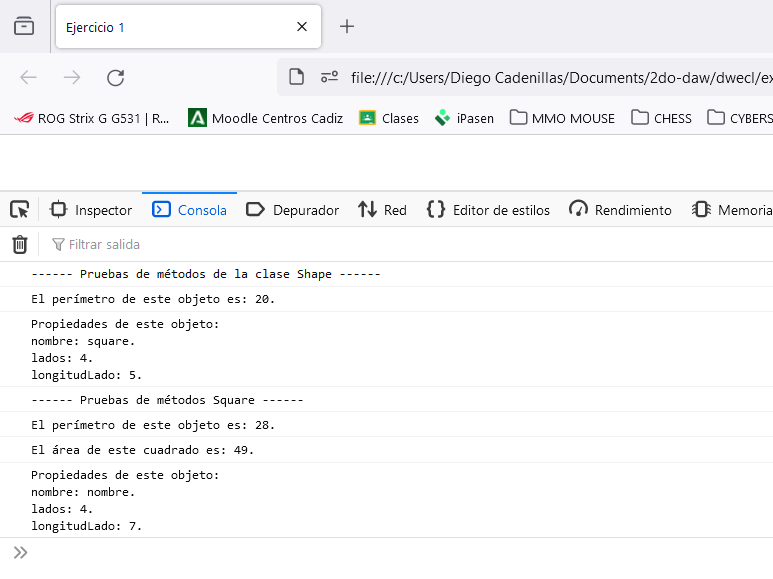 Ejercicio 1
file:///c:/Users/Diego Cadenillas/Documents/2do-daw/dwecl/ex
ROG Strix G G531 | R... Moodle Centros Cadiz Clases iPasen MMO MOUSE CHESS CYBERS
Inspector Consola Depurador Red Editor de estilos Rendimiento Memoria
Filtrar salida
------ Pruebas de métodos de la clase Shape ------
El perímetro de este objeto es: 20.
Propiedades de este objeto:
nombre: square.
lados: 4.
longitudLado: 5.
------ Pruebas de métodos Square ------
El perímetro de este objeto es: 28.
El área de este cuadrado es: 49.
Propiedades de este objeto:
nombre: nombre.
lados: 4.
longitudLado: 7.